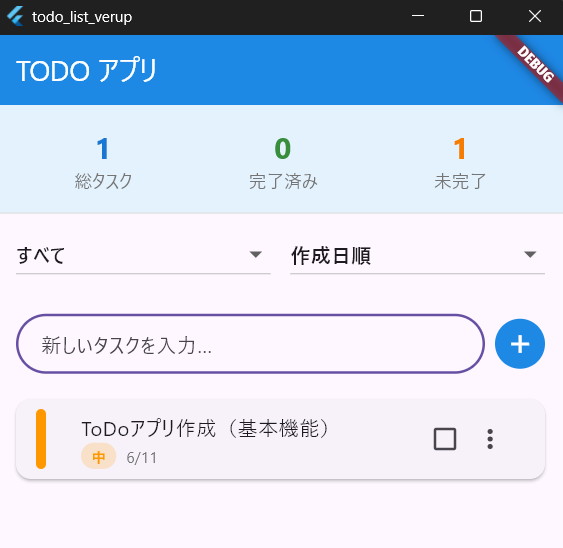 todo_list_verup
TODO アプリ
DEBUG
1 0 1
総タスク 完了済み 未完了
すべて 作成日順
新しいタスクを入力...
ToDoアプリ作成（基本機能）
中 6/11